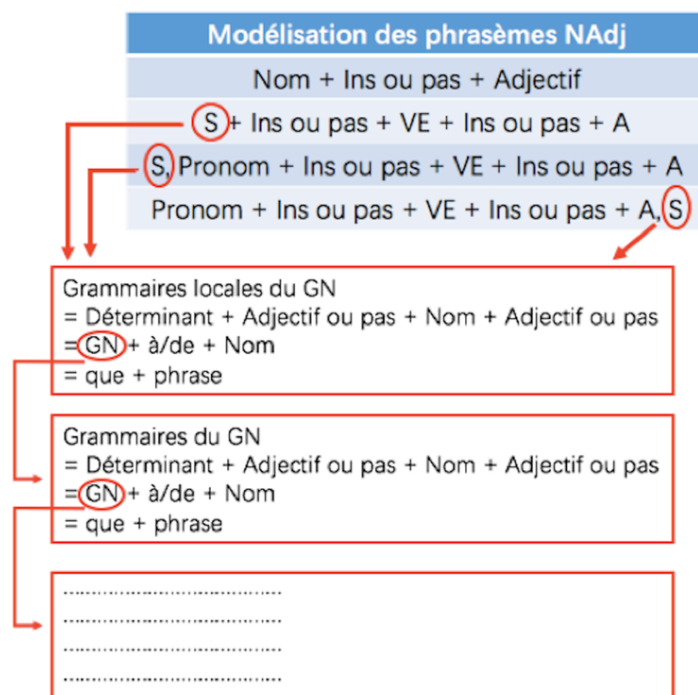 Modélisation des phrasèmes NAdj
Nom + Ins ou pas + Adjectif
S + Ins ou pas + VE + Ins ou pas + A
S, Pronom + Ins ou pas + VE + Ins ou pas + A
Pronom + Ins ou pas + VE + Ins ou pas + A, S
Grammaires locales du GN
= Déterminant + Adjectif ou pas + Nom + Adjectif ou pas
= GN + à/de + Nom
= que + phrase
Grammaires du GN
= Déterminant + Adjectif ou pas + Nom + Adjectif ou pas
= GN + à/de + Nom
= que + phrase
........................................
........................................
........................................
........................................